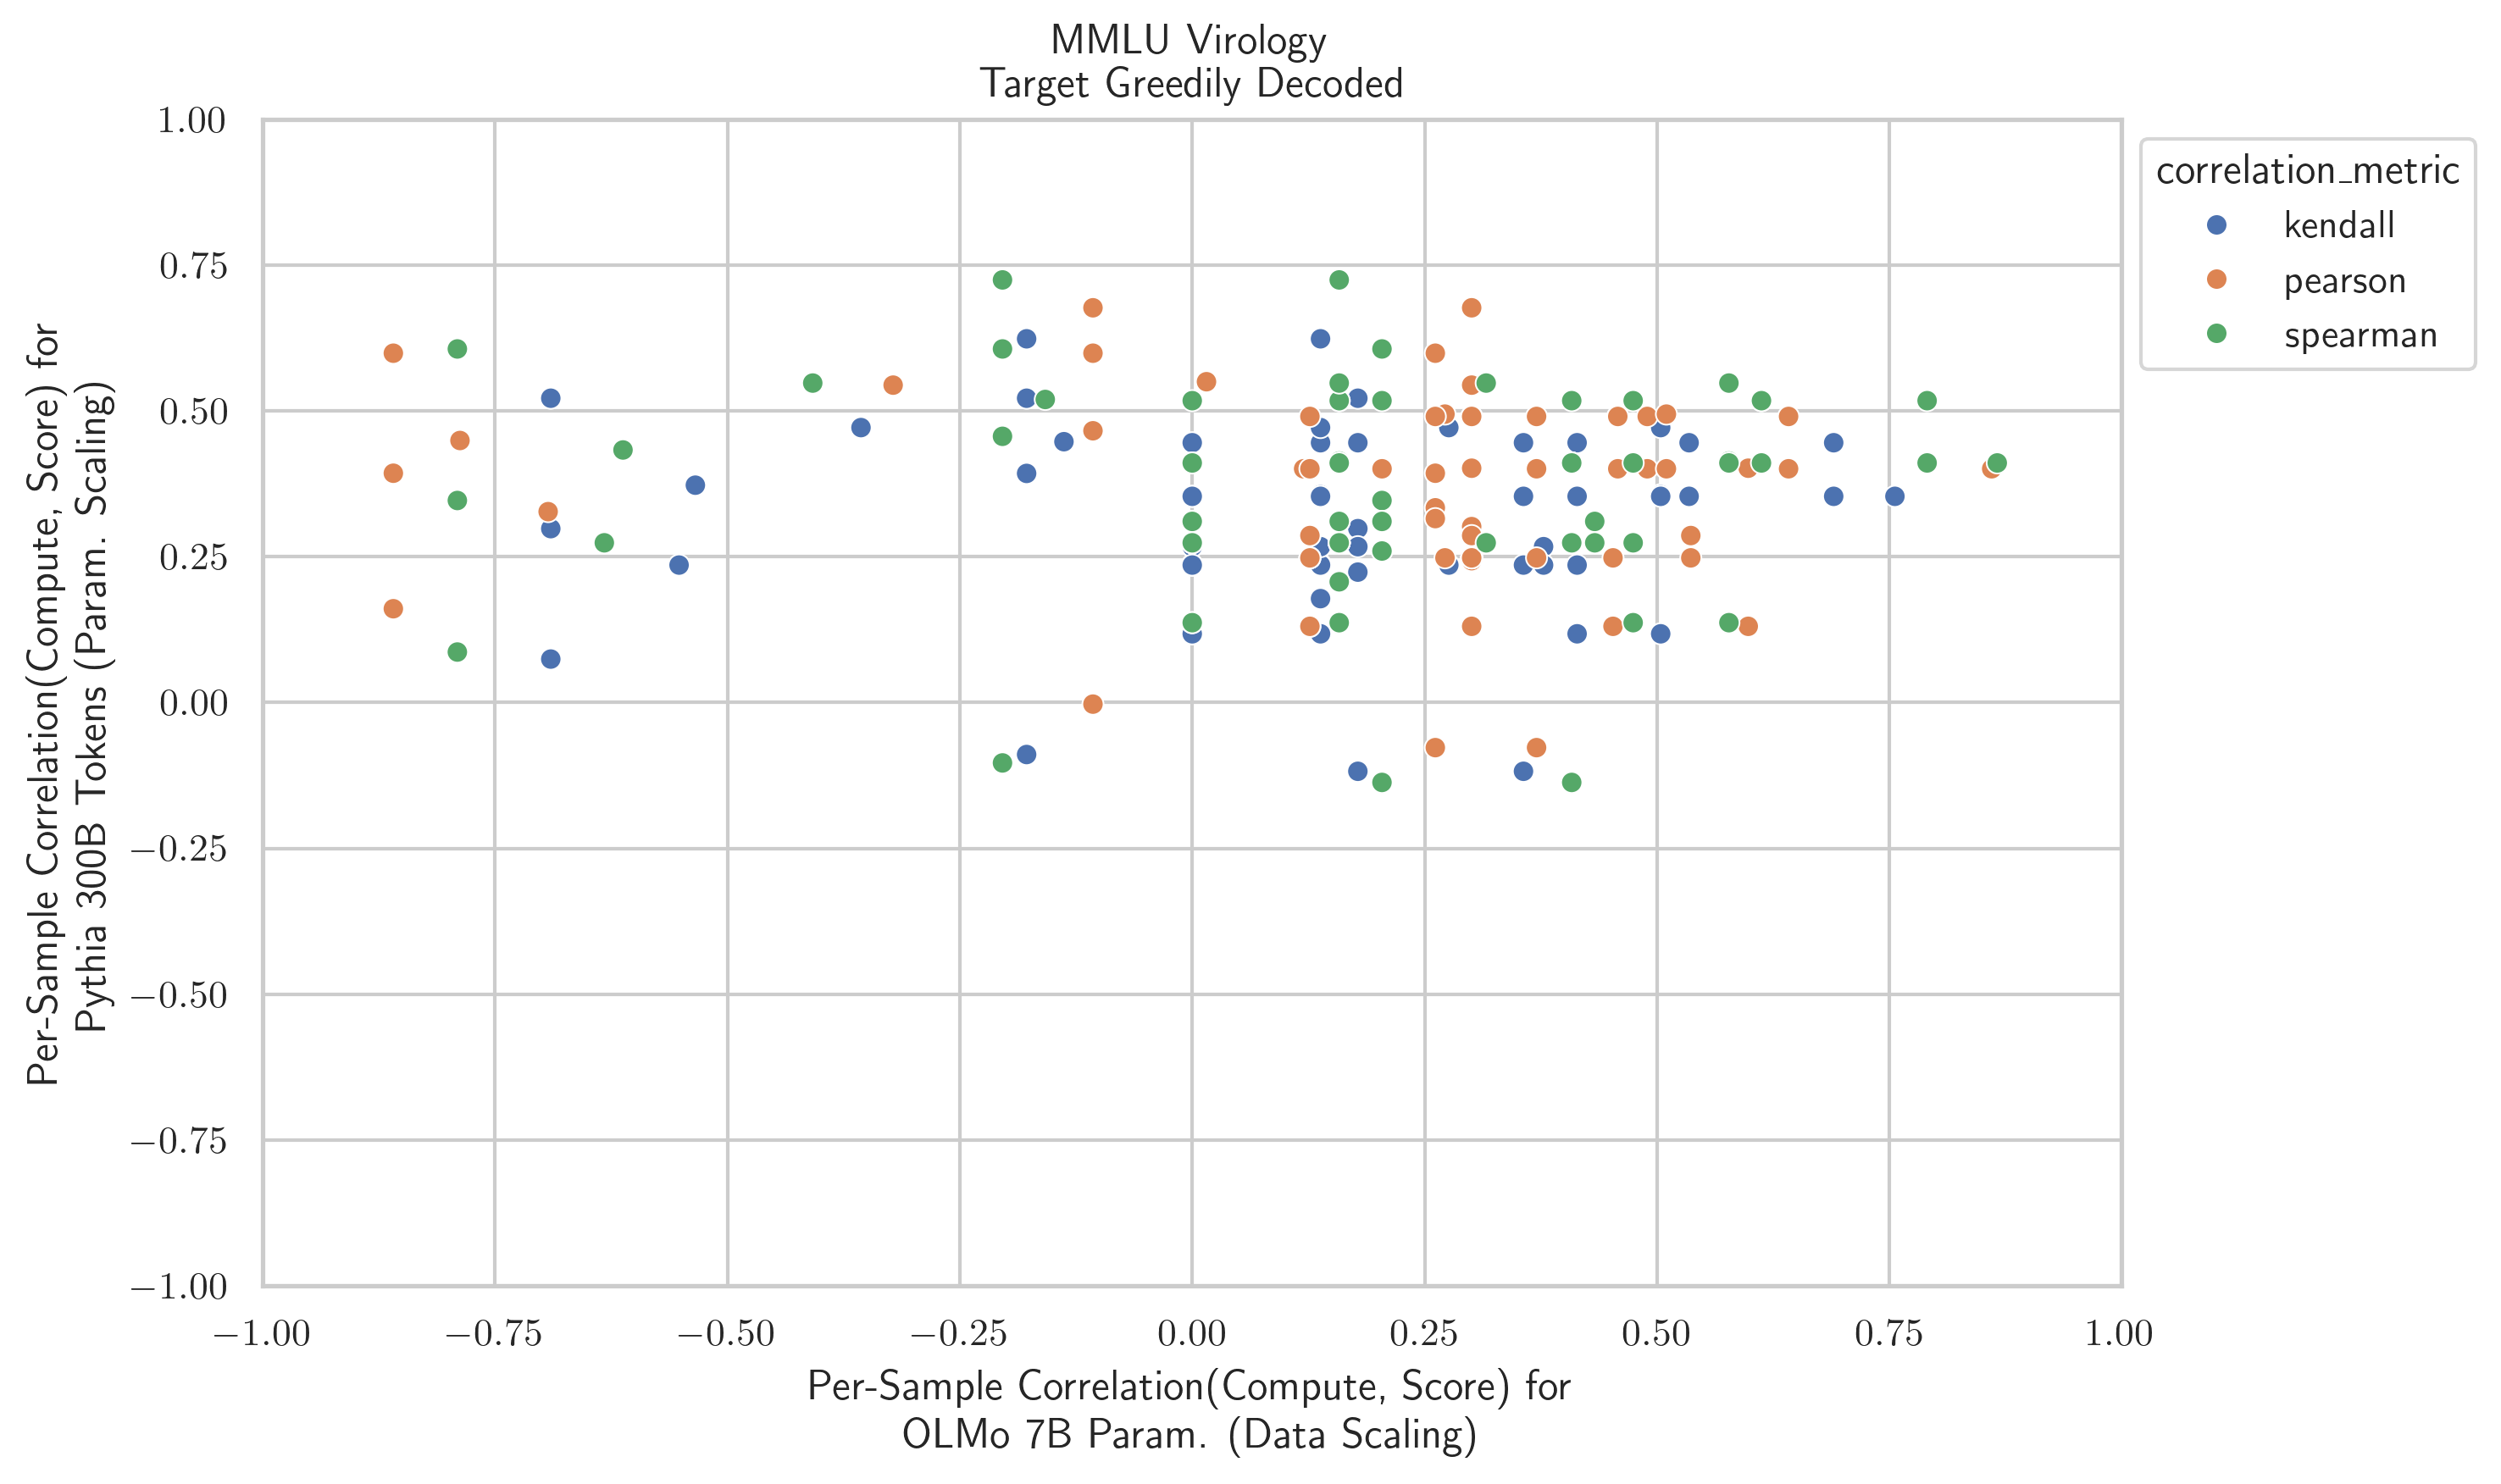 MMLU Virology
Target Greedily Decoded
Per-Sample Correlation(Compute, Score) for
Pythia 300B Tokens (Param. Scaling)
1.00
0.75
0.50
0.25
0.00
−0.25
−0.50
−0.75
−1.00
−1.00 −0.75 −0.50 −0.25 0.00 0.25 0.50 0.75 1.00
Per-Sample Correlation(Compute, Score) for
OLMo 7B Param. (Data Scaling)
correlation_metric
kendall
pearson
spearman